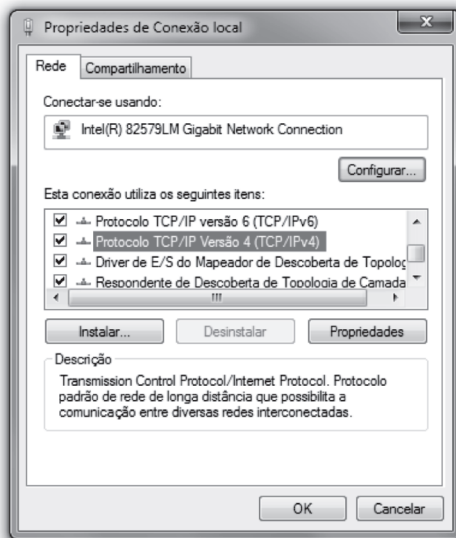 Propriedades de Conexão local
Rede
Compartilhamento
Conectar-se usando:
Intel(R) 82579LM Gigabit Network Connection
Configurar...
Esta conexão utiliza os seguintes itens:
Protocolo TCP/IP versão 6 (TCP/IPv6)
Protocolo TCP/IP Versão 4 (TCP/IPv4)
Driver de E/S do Mapeador de Descoberta de Topolog
Respondente de Descoberta de Topologia de Camada
Instalar...
Desinstalar
Propriedades
Descrição
Transmission Control Protocol/Internet Protocol. Protocolo
padrão de rede de longa distância que possibilita a
comunicação entre diversas redes interconectadas.
OK
Cancelar